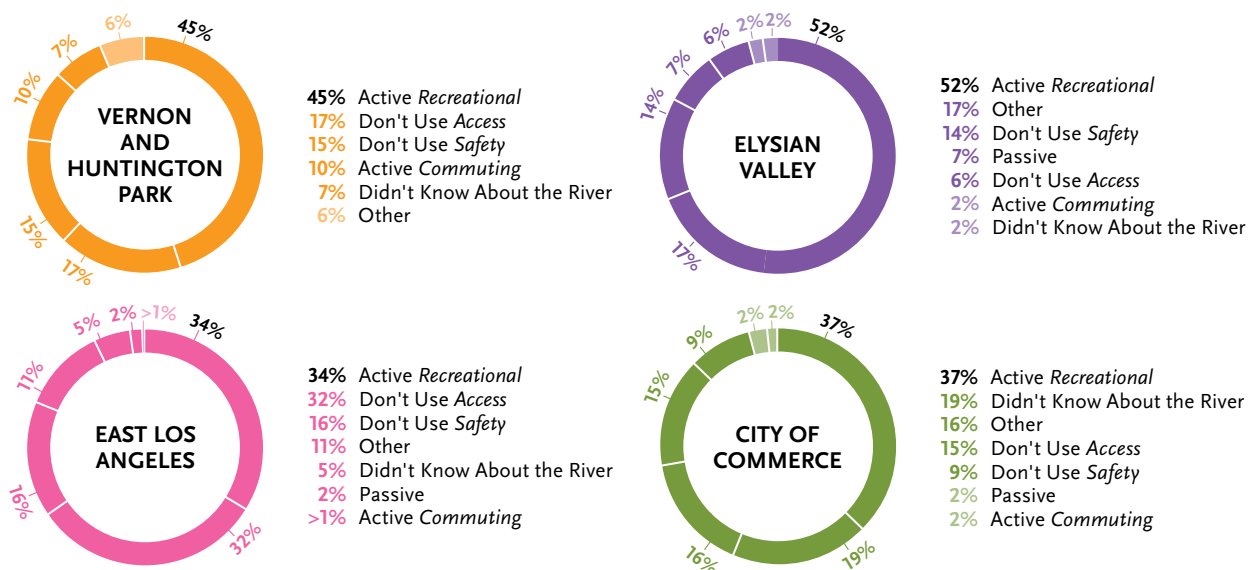 45%
6%
7%
10%
15%
17%
VERNON
AND
HUNTINGTON
PARK
45% Active Recreational
17% Don't Use Access
15% Don't Use Safety
10% Active Commuting
7% Didn't Know About the River
6% Other
52%
2%
2%
6%
7%
14%
17%
ELYSIAN
VALLEY
52% Active Recreational
17% Other
14% Don't Use Safety
7% Passive
6% Don't Use Access
2% Active Commuting
2% Didn't Know About the River
34%
>1%
2%
5%
11%
16%
32%
EAST LOS
ANGELES
34% Active Recreational
32% Don't Use Access
16% Don't Use Safety
11% Other
5% Didn't Know About the River
2% Passive
>1% Active Commuting
37%
2%
2%
9%
15%
16%
19%
CITY OF
COMMERCE
37% Active Recreational
19% Didn't Know About the River
16% Other
15% Don't Use Access
9% Don't Use Safety
2% Passive
2% Active Commuting